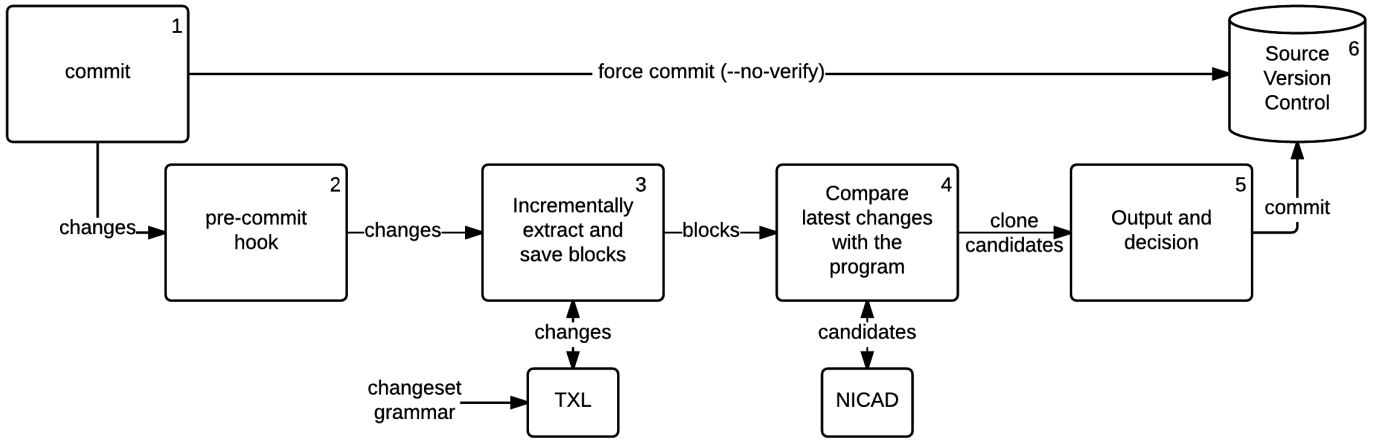 1
commit
force commit (--no-verify)
6
Source
Version
Control
changes
2
pre-commit
hook
changes
3
Incrementally
extract and
save blocks
blocks
4
Compare
latest changes
with the
program
clone
candidates
5
Output and
decision
commit
changes
candidates
changeset
grammar
TXL
NICAD